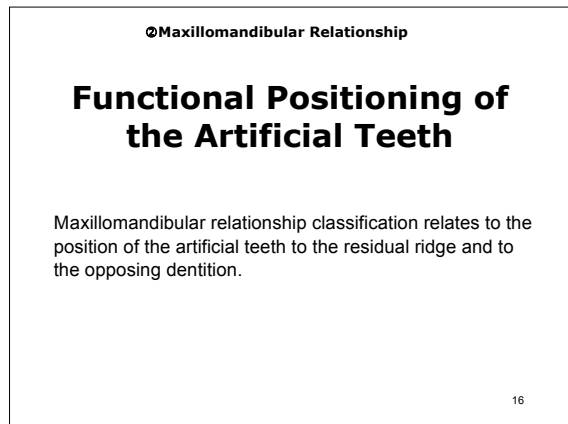 ②Maxillomandibular Relationship
Functional Positioning of
the Artificial Teeth
Maxillomandibular relationship classification relates to the
position of the artificial teeth to the residual ridge and to
the opposing dentition.
16